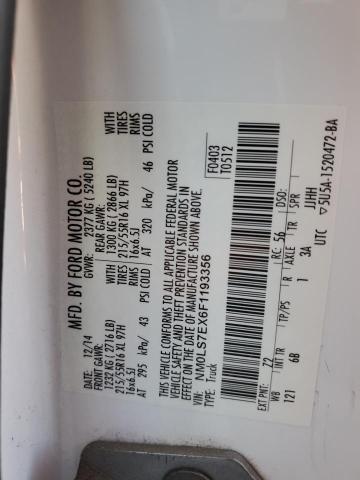 MFD. BY FORD MOTOR CO.
DATE: 12/14 GVWR: 2377 KG ( 5240 LB)
FRONT GAWR: REAR GAWR:
1232 KG ( 2716 LB) WITH 1300 KG ( 2866 LB) WITH
215/55R16 XL 97H TIRES 215/55R16 XL 97H TIRES
16x6.5J RIMS 16x6.5J RIMS
AT 295 kPa/ 43 PSI COLD AT 320 kPa/ 46 PSI COLD
THIS VEHICLE CONFORMS TO ALL APPLICABLE FEDERAL MOTOR
VEHICLE SAFETY AND THEFT PREVENTION STANDARDS IN
EFFECT ON THE DATE OF MANUFACTURE SHOWN ABOVE.
VIN: NM0LS7EX6F1193356 F0403
TYPE: Truck T0512
EXT PNT: Z2 RC: 56 DSO:
WB INT TR TP/PS R AXLE TR SPR
121 68 1 3A JJHH
UTC 5U5A-1520472-BA